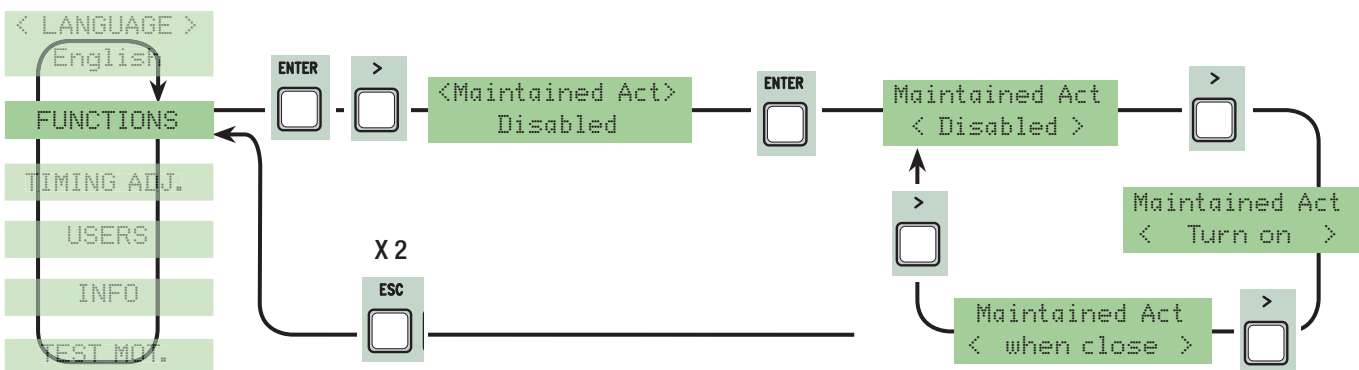 < LANGUAGE >
English
FUNCTIONS
TIMING ADJ.
USERS
INFO
TEST MOT.
ENTER
>
<Maintained Act>
Disabled
ENTER
Maintained Act
< Disabled >
>
Maintained Act
< Turn on >
>
Maintained Act
< when close >
>
X 2
ESC